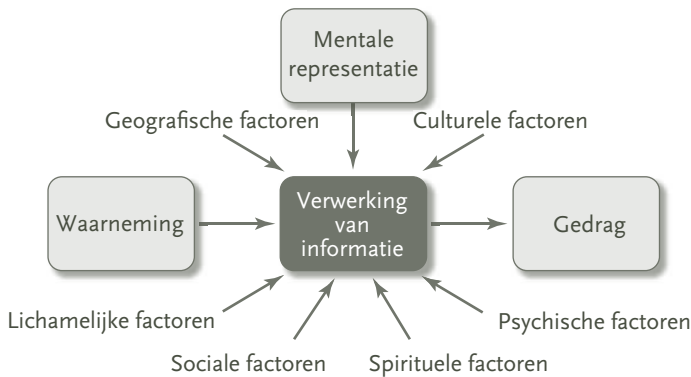 Mentale
representatie
Geografische factoren
Culturele factoren
Waarneming
Verwerking
van
informatie
Gedrag
Lichamelijke factoren
Psychische factoren
Sociale factoren
Spirituele factoren